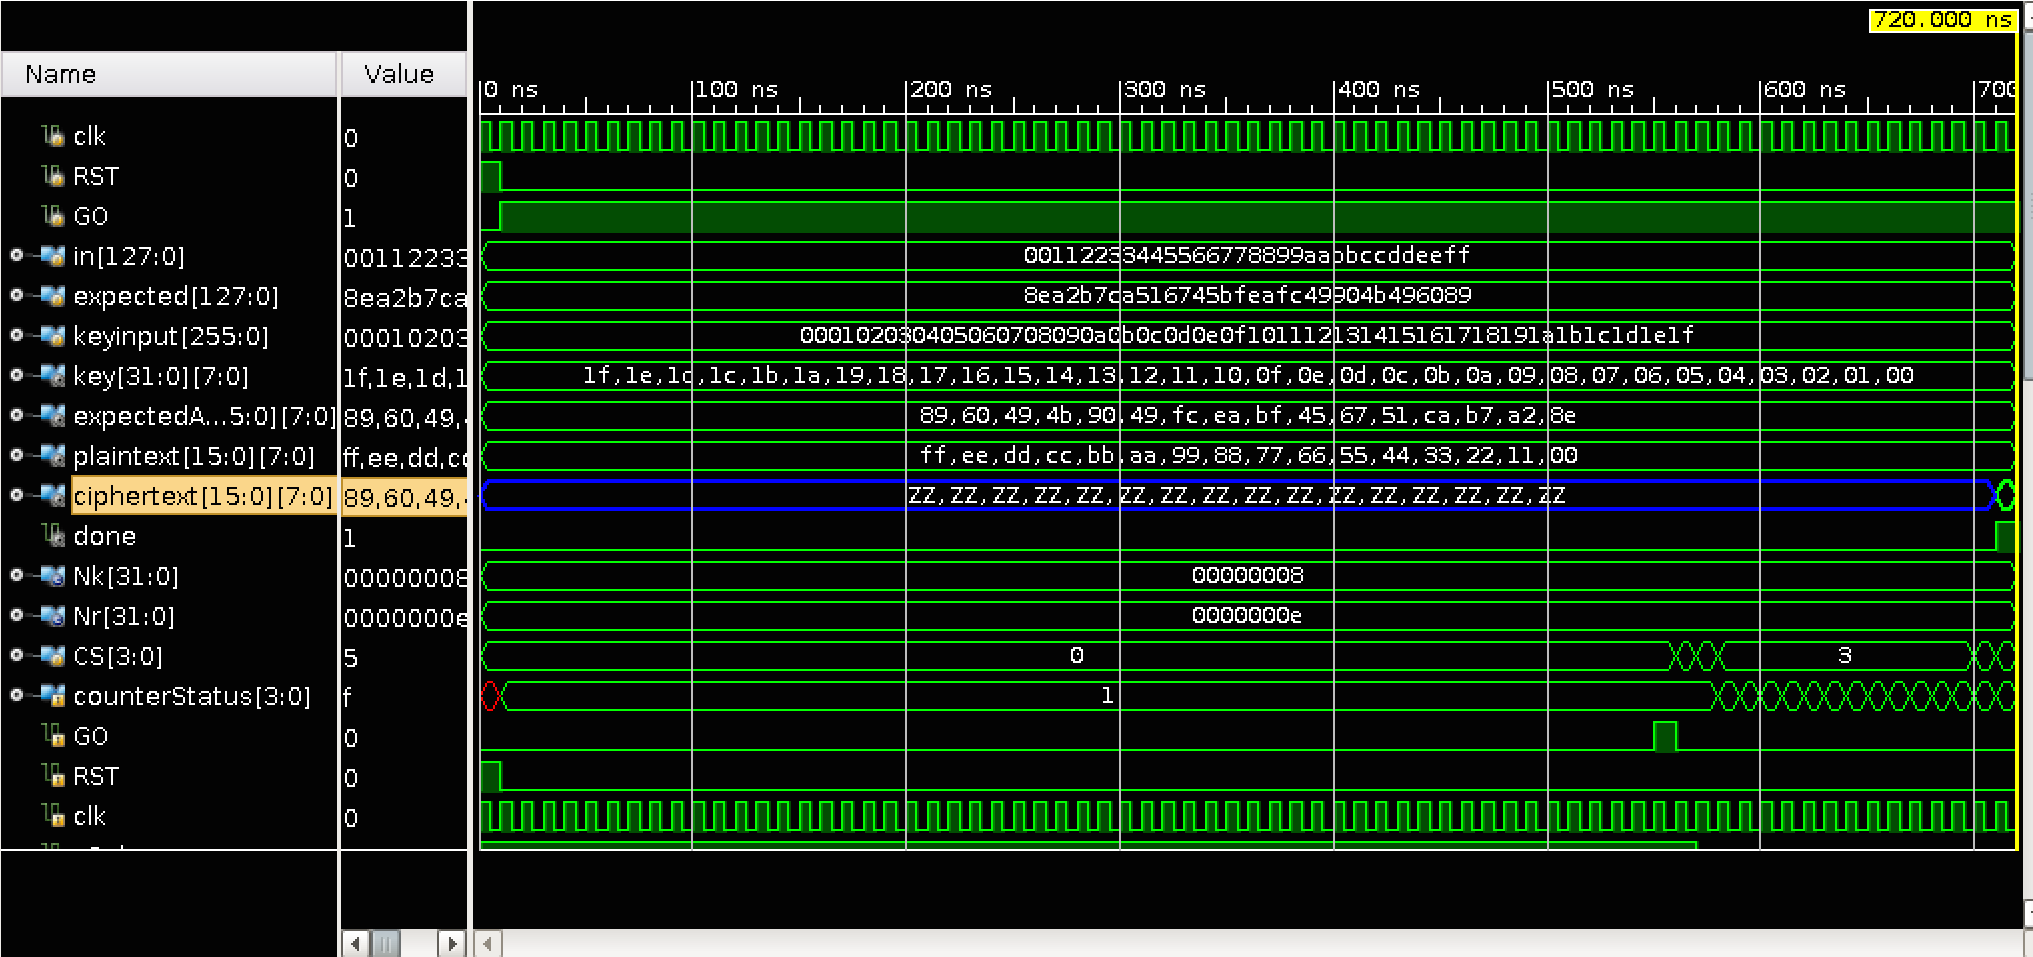 720.000 ns
Name Value
0 ns 100 ns 200 ns 300 ns 400 ns 500 ns 600 ns 700
clk 0
RST 0
GO 1
in[127:0] 00112233 00112233445566778899aabbccddeeff
expected[127:0] 8ea2b7ca 8ea2b7ca516745bfeafc49904b496089
keyinput[255:0] 00010203 000102030405060708090a0b0c0d0e0f101112131415161718191a1b1c1d1e1f
key[31:0][7:0] 1f,1e,1d,1 1f,1e,1d,1c,1b,1a,19,18,17,16,15,14,13,12,11,10,0f,0e,0d,0c,0b,0a,09,08,07,06,05,04,03,02,01,00
expectedA...5:0][7:0] 89,60,49, 89,60,49,4b,90,49,fc,ea,bf,45,67,51,ca,b7,a2,8e
plaintext[15:0][7:0] ff,ee,dd,cc ff,ee,dd,cc,bb,aa,99,88,77,66,55,44,33,22,11,00
ciphertext[15:0][7:0] 89,60,49, ZZ,ZZ,ZZ,ZZ,ZZ,ZZ,ZZ,ZZ,ZZ,ZZ,ZZ,ZZ,ZZ,ZZ,ZZ,ZZ
done 1
Nk[31:0] 00000008 00000008
Nr[31:0] 0000000e 0000000e
CS[3:0] 5 0 3
counterStatus[3:0] f 1
GO 0
RST 0
clk 0